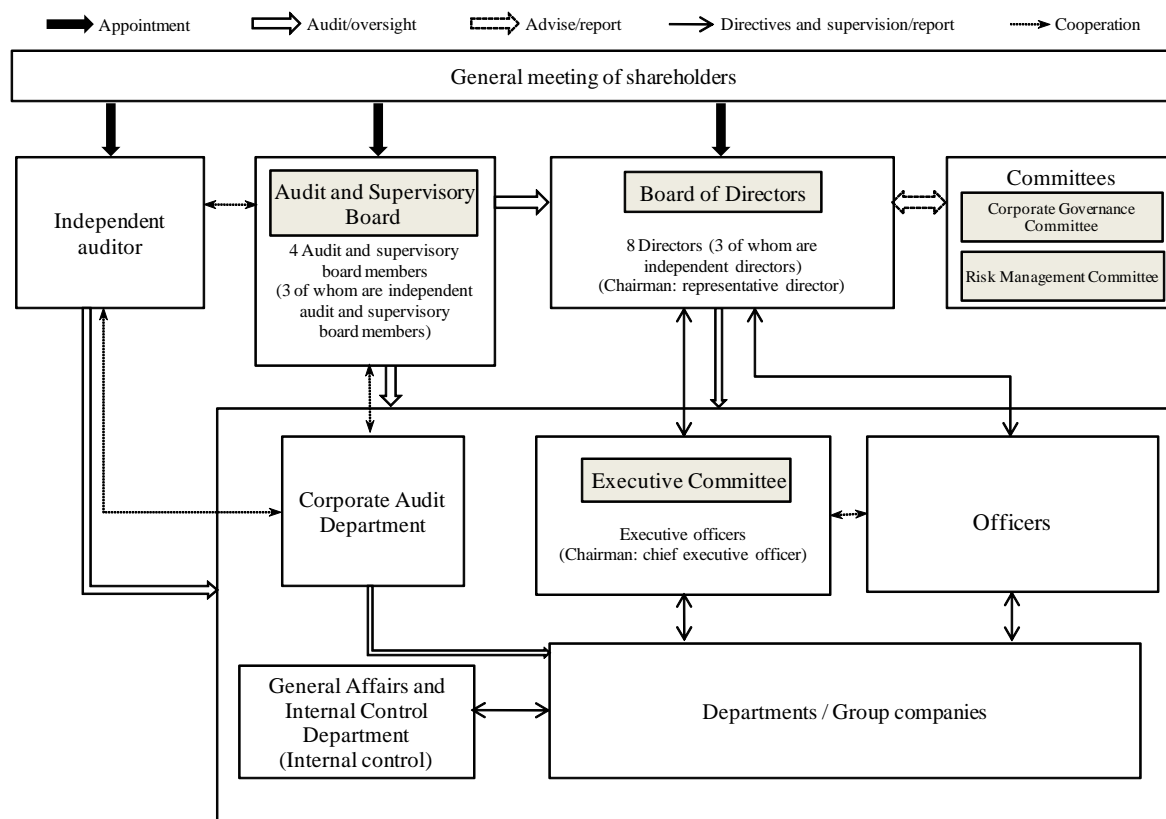 Appointment
Audit/oversight
Advise/report
Directives and supervision/report
Cooperation
General meeting of shareholders
Independent
auditor
Audit and Supervisory
Board
4 Audit and supervisory
board members
(3 of whom are independent
audit and supervisory
board members)
Board of Directors
8 Directors (3 of whom are
independent directors)
(Chairman: representative director)
Committees
Corporate Governance
Committee
Risk Management Committee
Corporate Audit
Department
Executive Committee
Executive officers
(Chairman: chief executive officer)
Officers
General Affairs and
Internal Control
Department
(Internal control)
Departments / Group companies